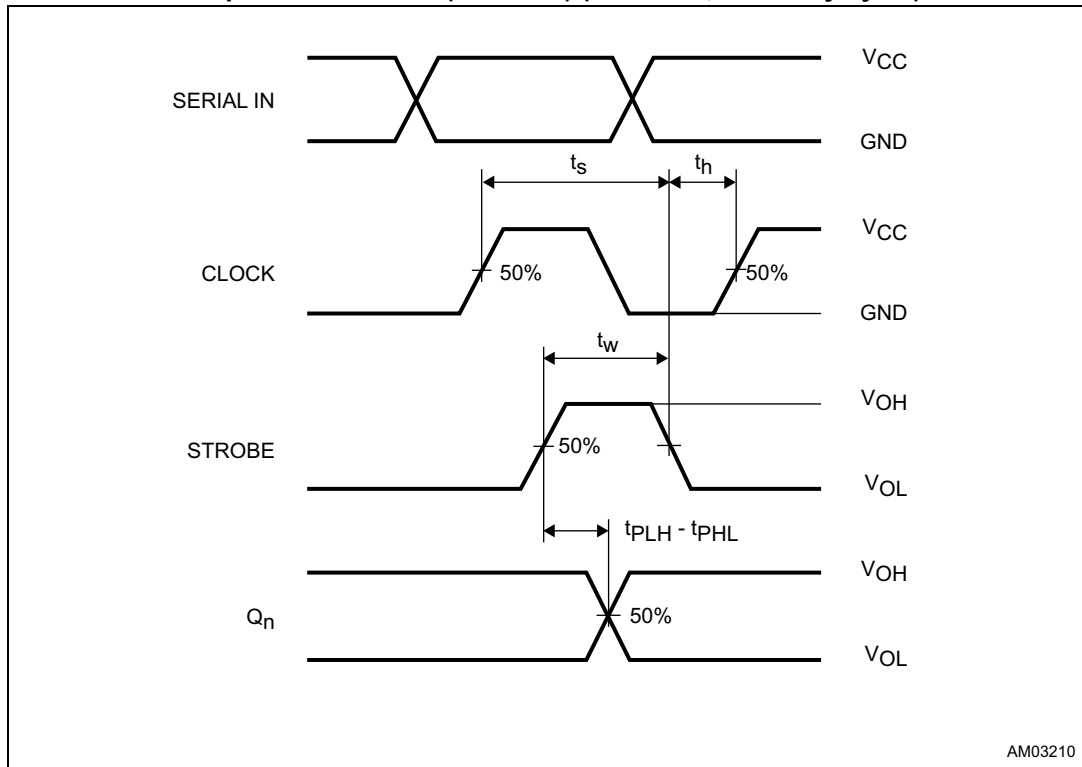 VCC
SERIAL IN
GND
ts
th
VCC
CLOCK
50%
50%
GND
tw
VOH
STROBE
50%
VOL
tPLH - tPHL
VOH
Qn
50%
VOL
AM03210